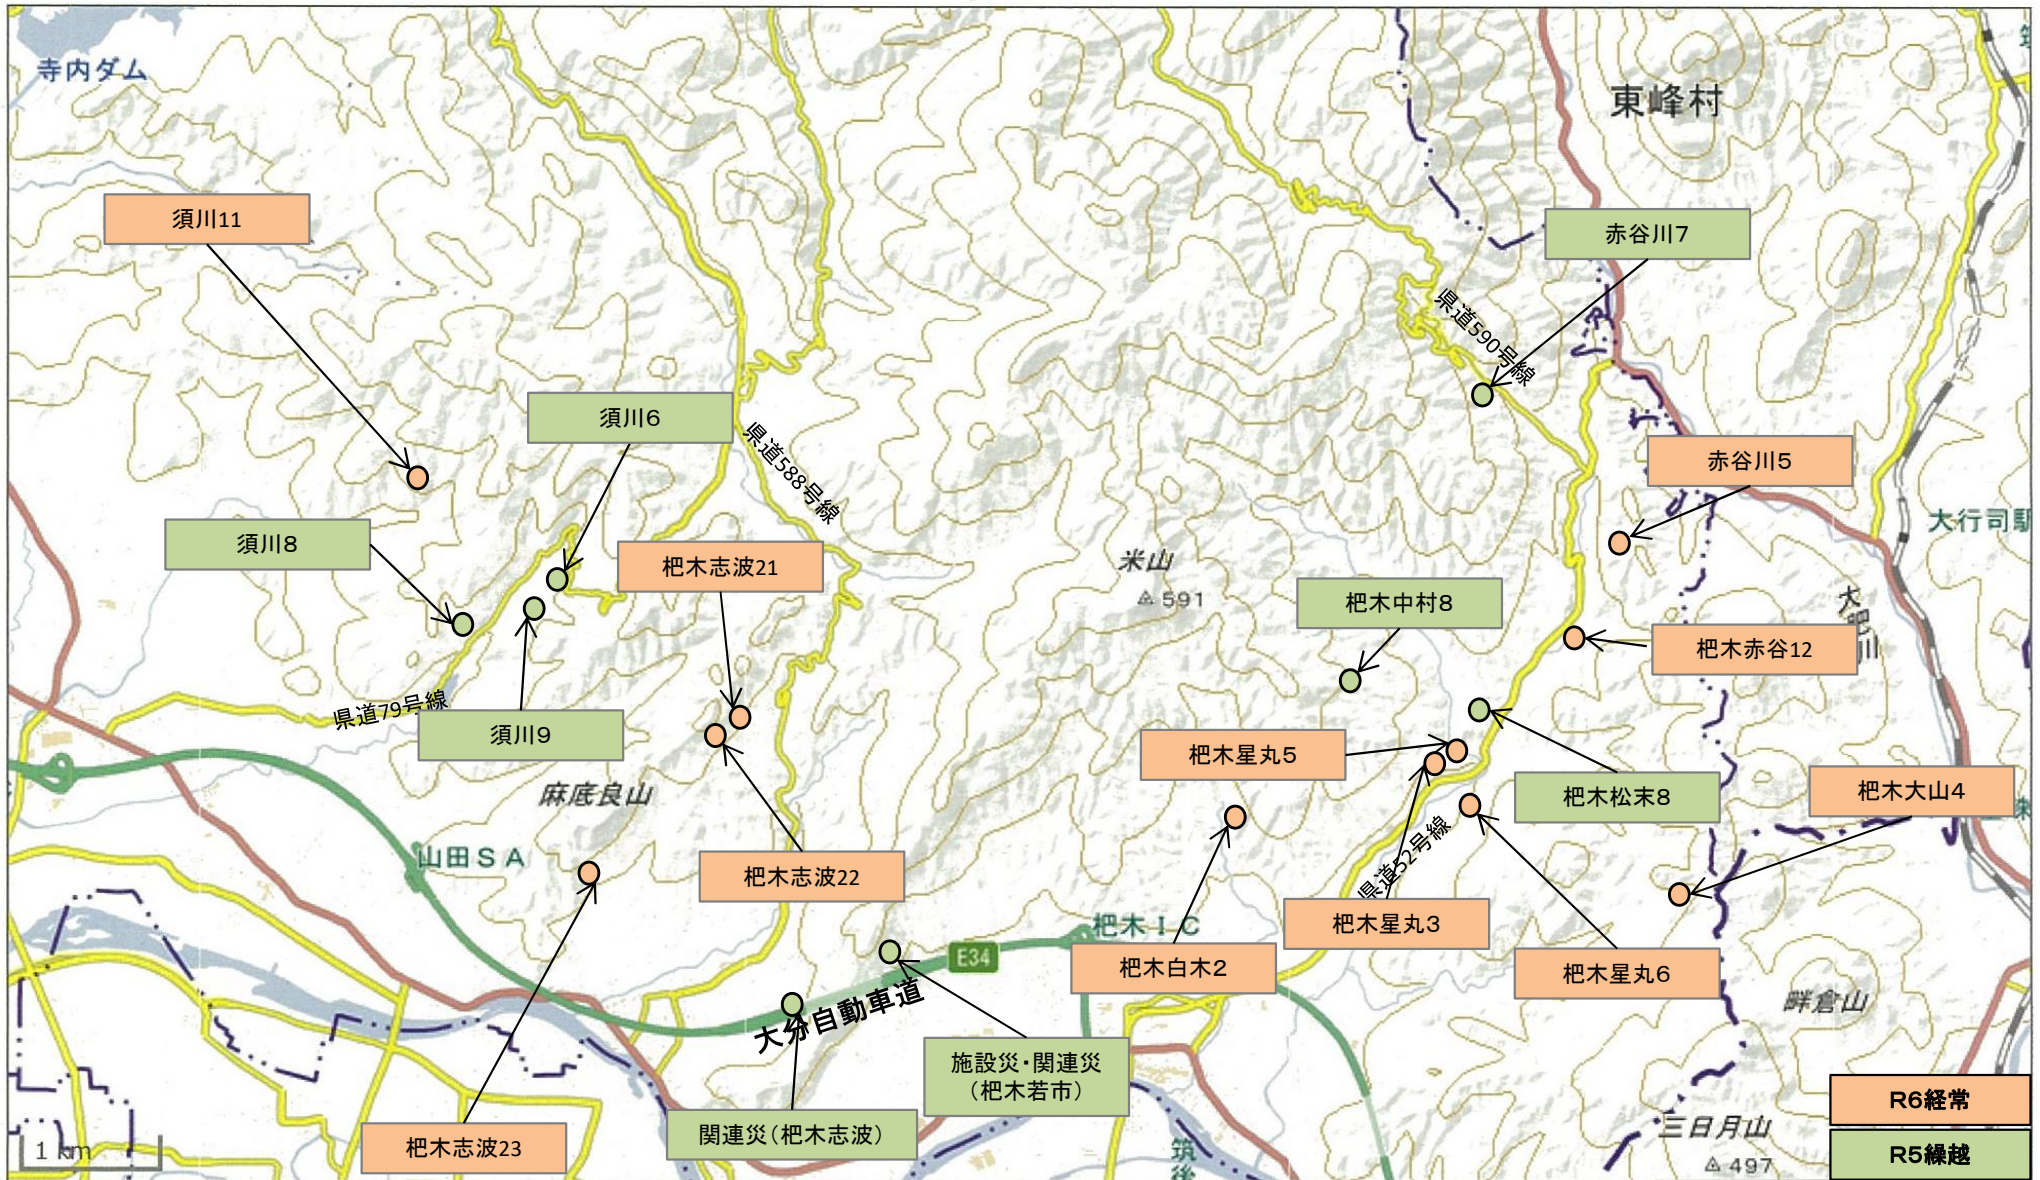 寺内ダム
東峰村
須川11
赤谷川7
県道590号線
須川6
県道588号線
赤谷川5
須川8
大行司駅
杷木志波21
米山
591
杷木中村8
大肥川
杷木赤谷12
県道79号線
須川9
杷木星丸5
麻底良山
杷木松末8
杷木大山4
山田SA
杷木志波22
県道52号線
杷木星丸3
杷木IC
E34
杷木白木2
杷木星丸6
大分自動車道
畔倉山
施設災・関連災
（杷木若市）
R6経常
関連災（杷木志波）
三日月山
杷木志波23
1 km
筑後
R5繰越
497